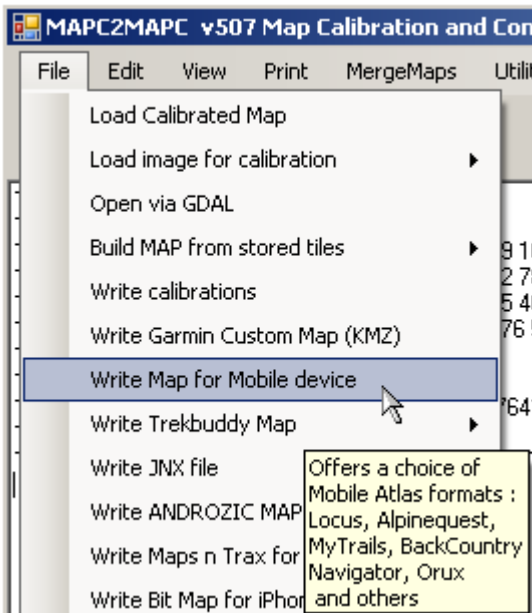 MAPC2MAPC v507 Map Calibration and Con
File Edit View Print MergeMaps Utili
Load Calibrated Map
Load image for calibration
Open via GDAL
Build MAP from stored tiles
Write calibrations
Write Garmin Custom Map (KMZ)
Write Map for Mobile device
Write Trekbuddy Map
Write JNX file
Write ANDROZIC MAP
Write Maps n Trax for
Write Bit Map for iPhon
Offers a choice of
Mobile Atlas formats :
Locus, Alpinequest,
MyTrails, BackCountry
Navigator, Orux
and others